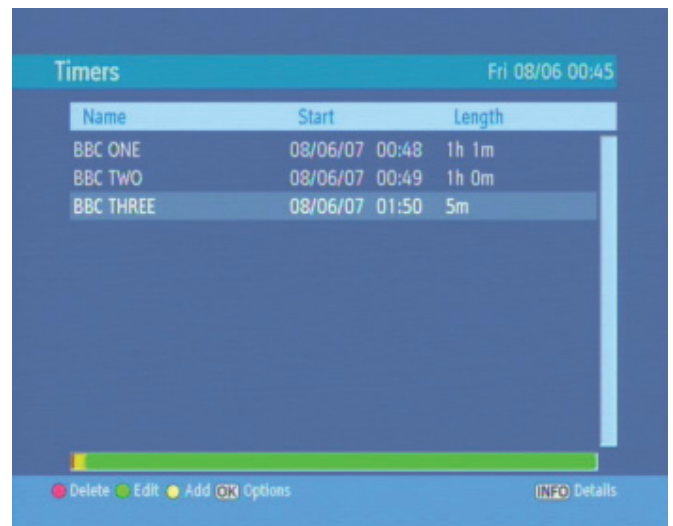 Timers Fri 08/06 00:45
Name Start Length
BBC ONE 08/06/07 00:48 1h 1m
BBC TWO 08/06/07 00:49 1h 0m
BBC THREE 08/06/07 01:50 5m
Delete Edit Add OK Options INFO Details